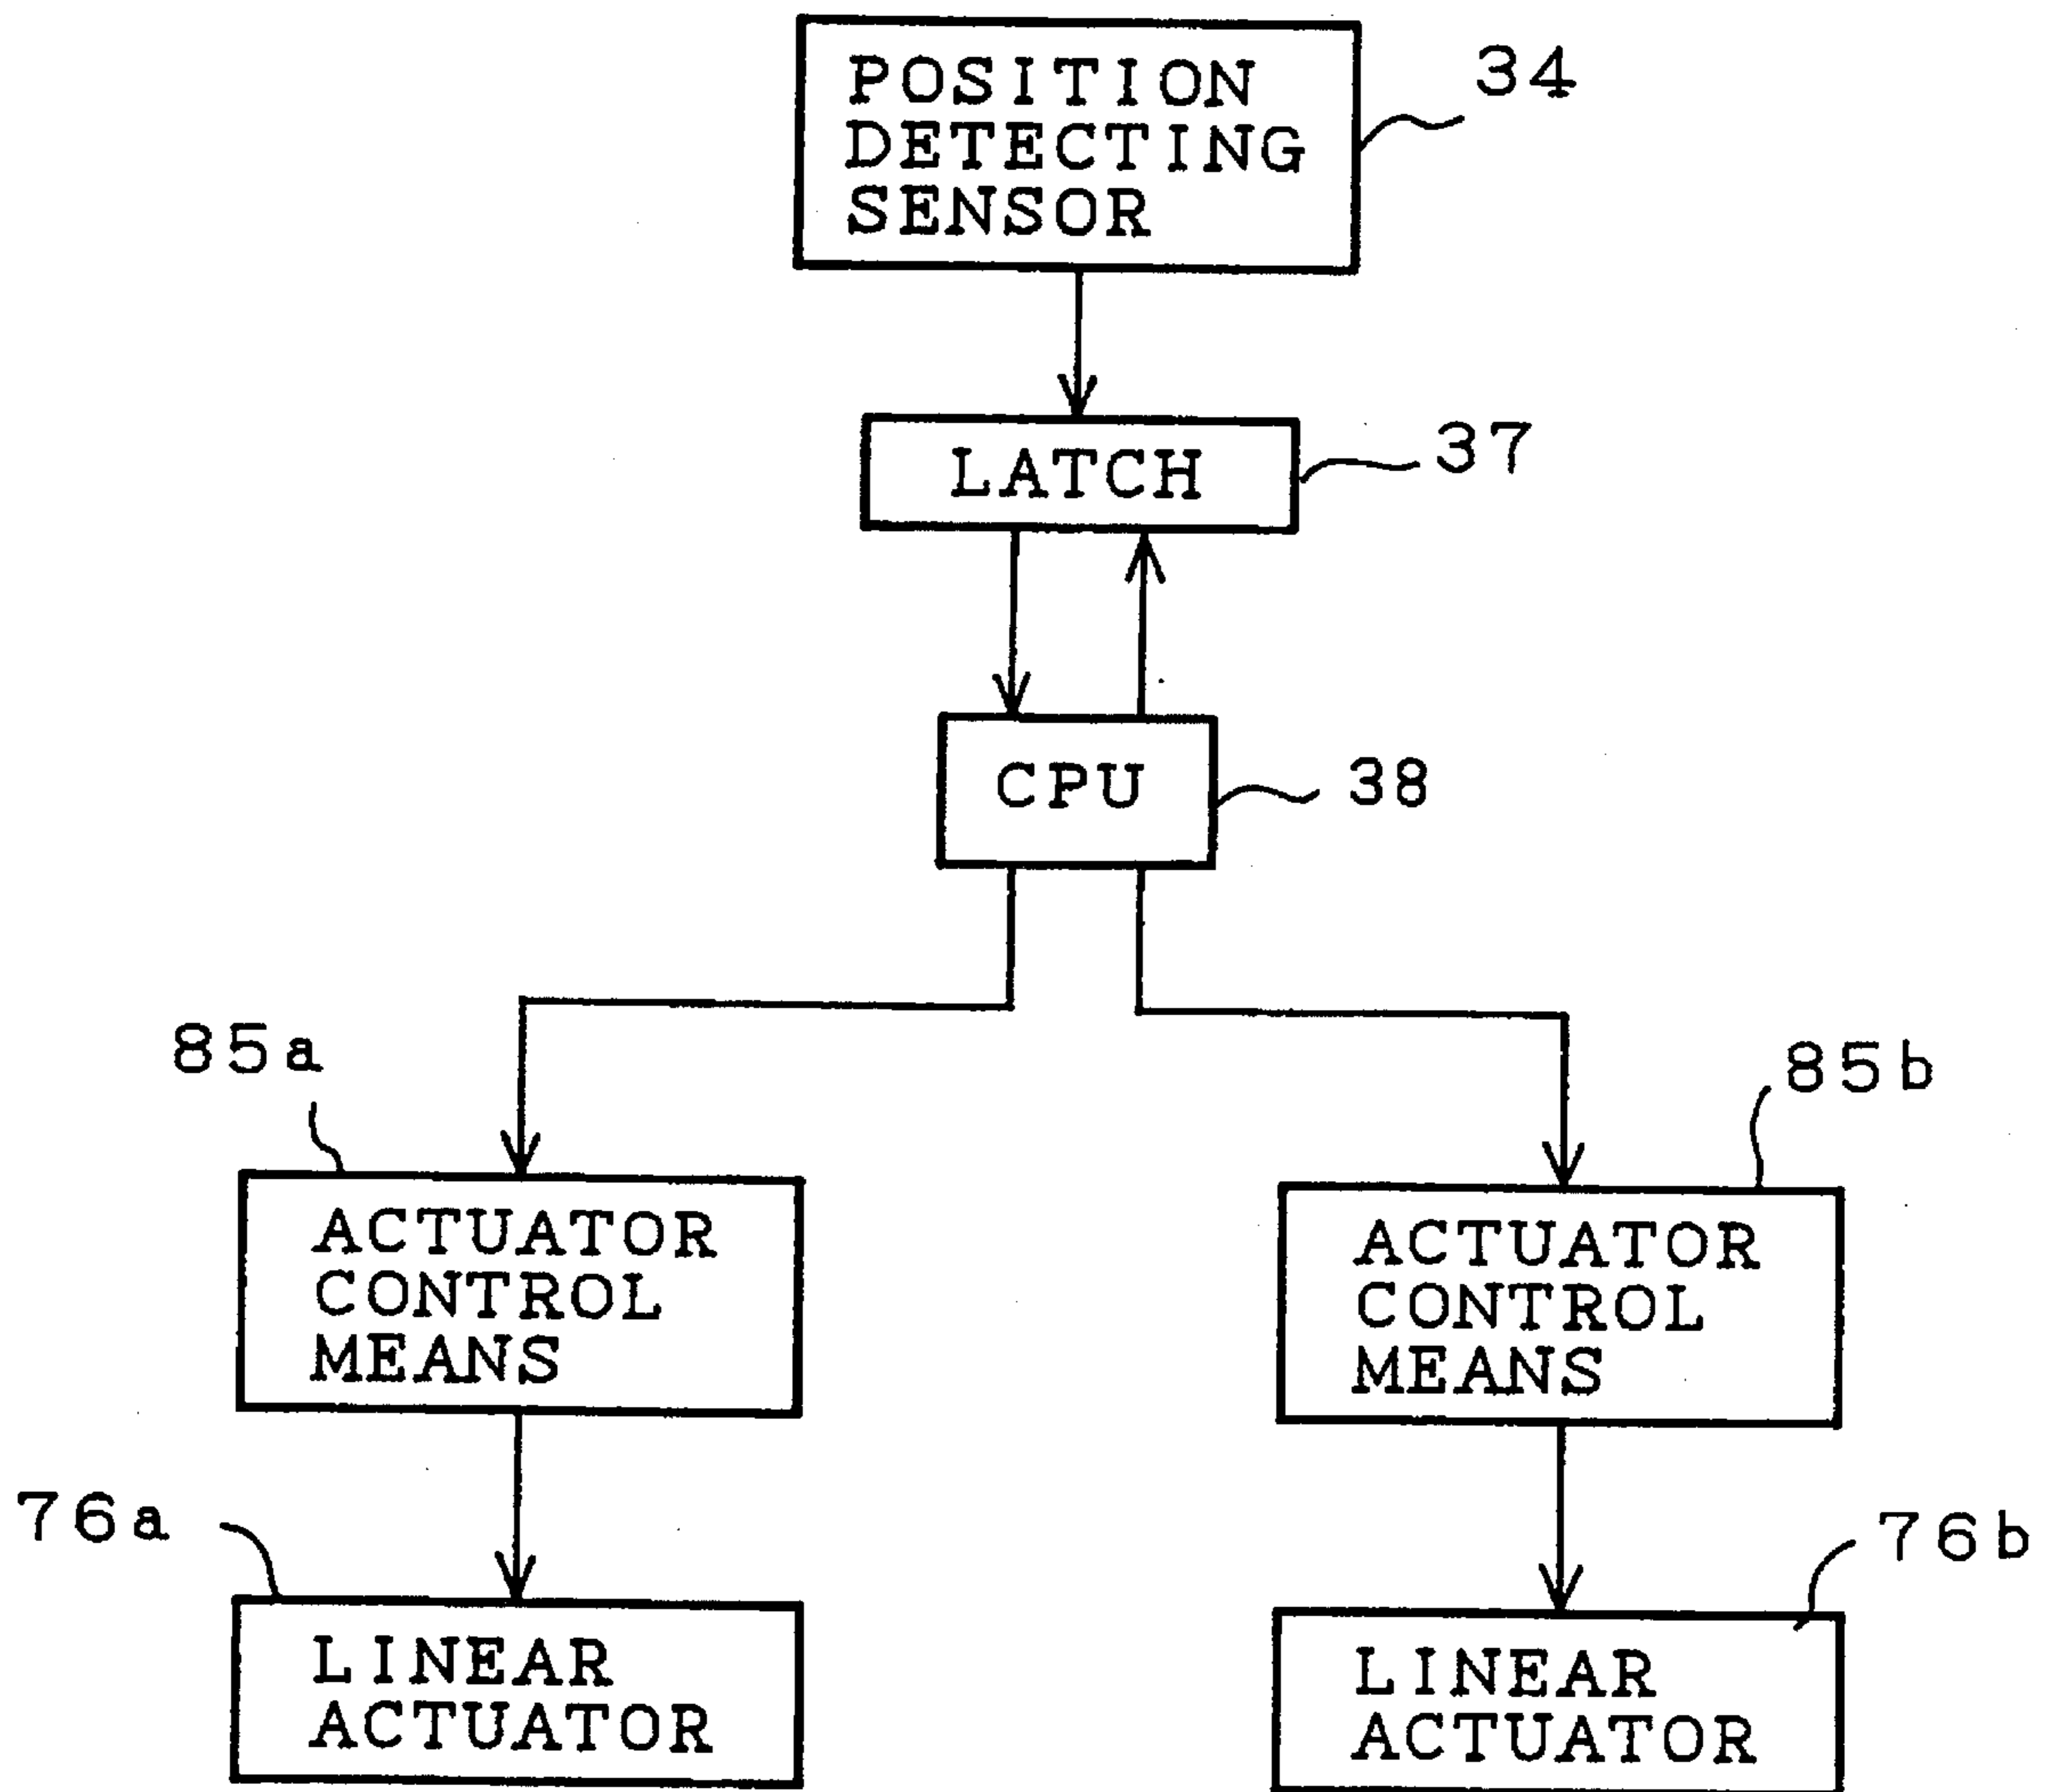 POSITION
DETECTING
SENSOR
34
LATCH
37
CPU
38
85a
85b
ACTUATOR
CONTROL
MEANS
ACTUATOR
CONTROL
MEANS
76a
76b
LINEAR
ACTUATOR
LINEAR
ACTUATOR